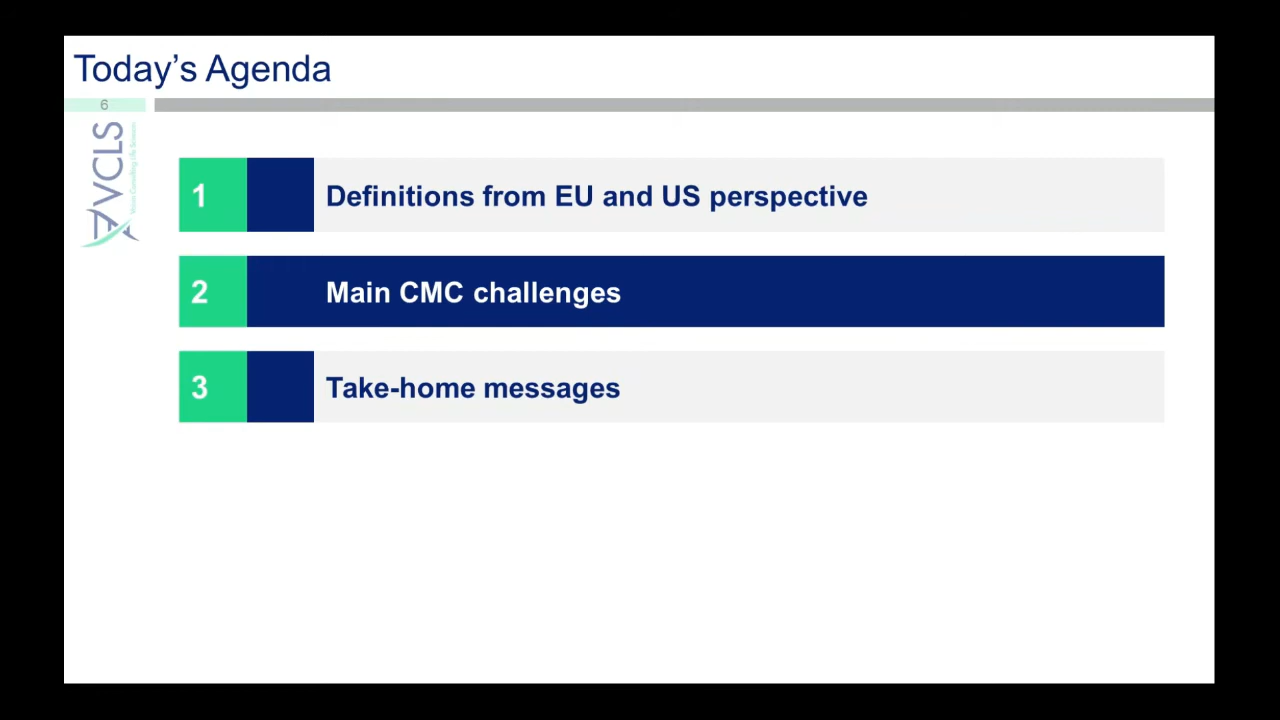 Today's Agenda
6
VCLS
1 Definitions from EU and US perspective
2 Main CMC challenges
3 Take-home messages